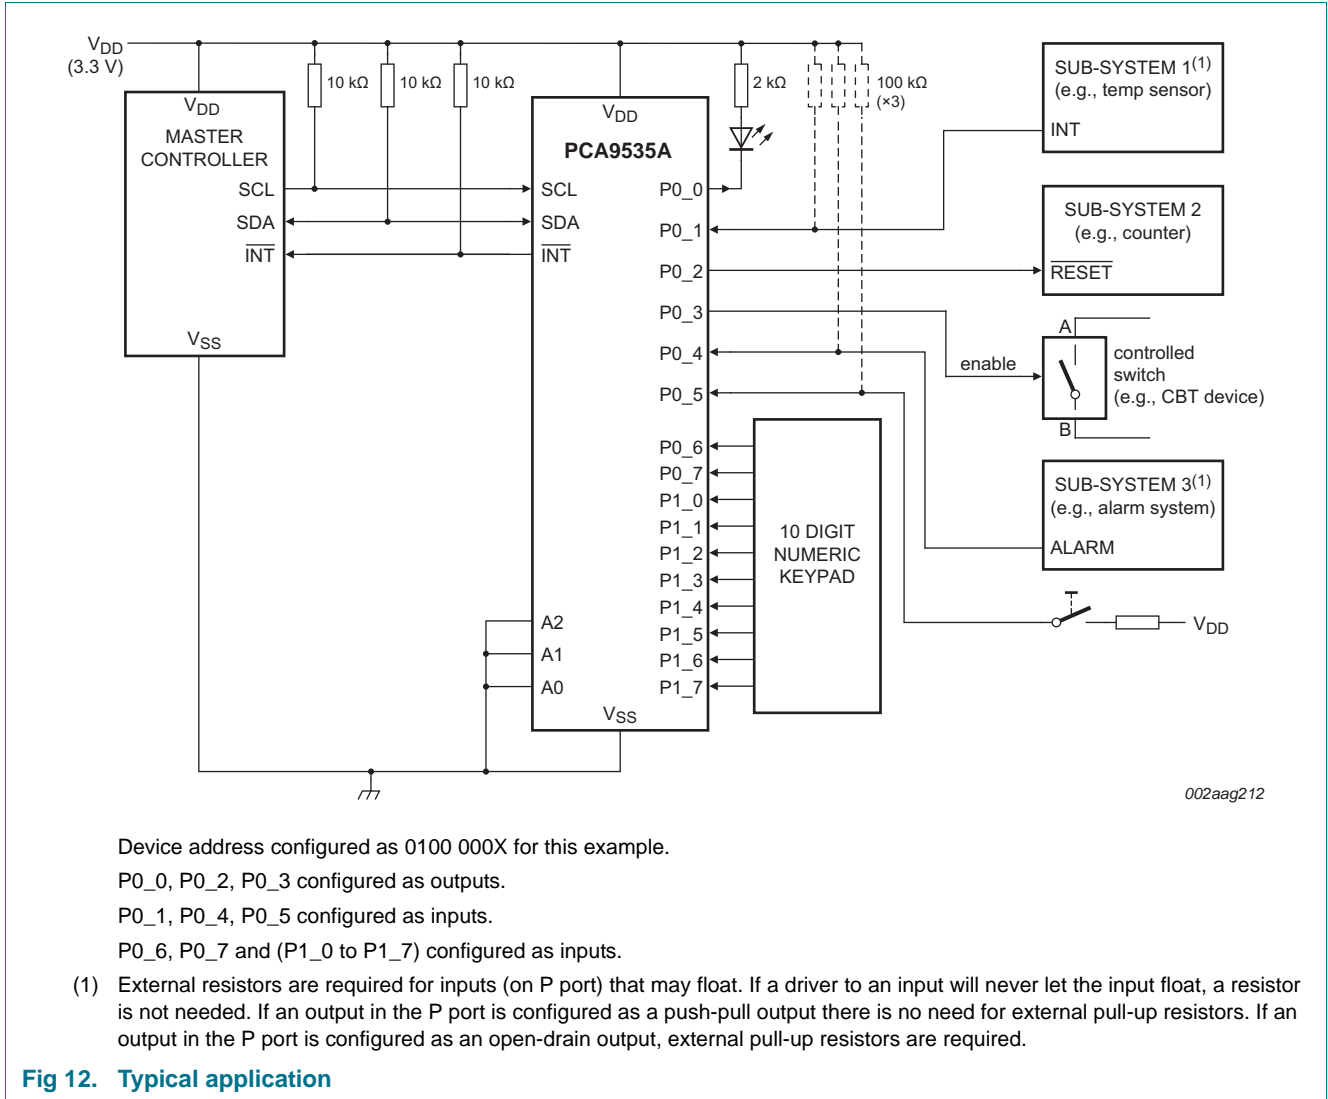 VDD
(3.3 V)
10 kΩ
10 kΩ
10 kΩ
2 kΩ
100 kΩ
(×3)
VDD
MASTER
CONTROLLER
SCL
SDA
INT
VSS
VDD
PCA9535A
SCL
SDA
INT
A2
A1
A0
VSS
P0_0
P0_1
P0_2
P0_3
P0_4
P0_5
P0_6
P0_7
P1_0
P1_1
P1_2
P1_3
P1_4
P1_5
P1_6
P1_7
10 DIGIT
NUMERIC
KEYPAD
SUB-SYSTEM 1(1)
(e.g., temp sensor)
INT
SUB-SYSTEM 2
(e.g., counter)
RESET
enable
A
B
controlled
switch
(e.g., CBT device)
SUB-SYSTEM 3(1)
(e.g., alarm system)
ALARM
VDD
002aag212
Device address configured as 0100 000X for this example.
P0_0, P0_2, P0_3 configured as outputs.
P0_1, P0_4, P0_5 configured as inputs.
P0_6, P0_7 and (P1_0 to P1_7) configured as inputs.
(1) External resistors are required for inputs (on P port) that may float. If a driver to an input will never let the input float, a resistor
is not needed. If an output in the P port is configured as a push-pull output there is no need for external pull-up resistors. If an
output in the P port is configured as an open-drain output, external pull-up resistors are required.
Fig 12. Typical application